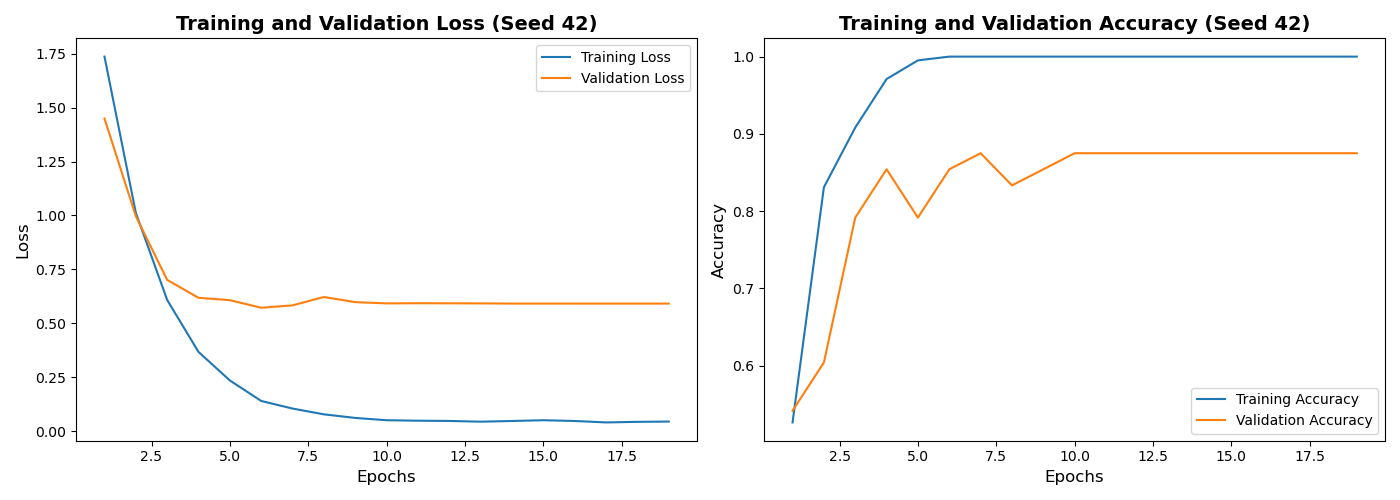 Training and Validation Loss (Seed 42)
1.75
1.50
1.25
1.00
0.75
0.50
0.25
0.00
Loss
Training Loss
Validation Loss
2.5 5.0 7.5 10.0 12.5 15.0 17.5
Epochs
Training and Validation Accuracy (Seed 42)
1.0
0.9
0.8
0.7
0.6
Accuracy
Training Accuracy
Validation Accuracy
2.5 5.0 7.5 10.0 12.5 15.0 17.5
Epochs